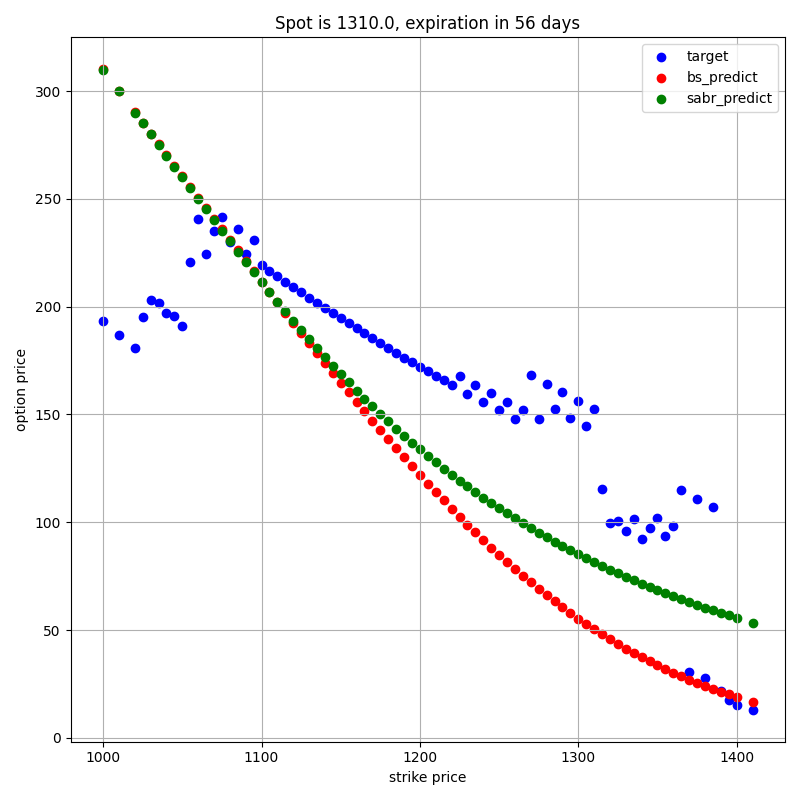 Spot is 1310.0, expiration in 56 days
target
bs_predict
sabr_predict
option price
300
250
200
150
100
50
0
1000 1100 1200 1300 1400
strike price